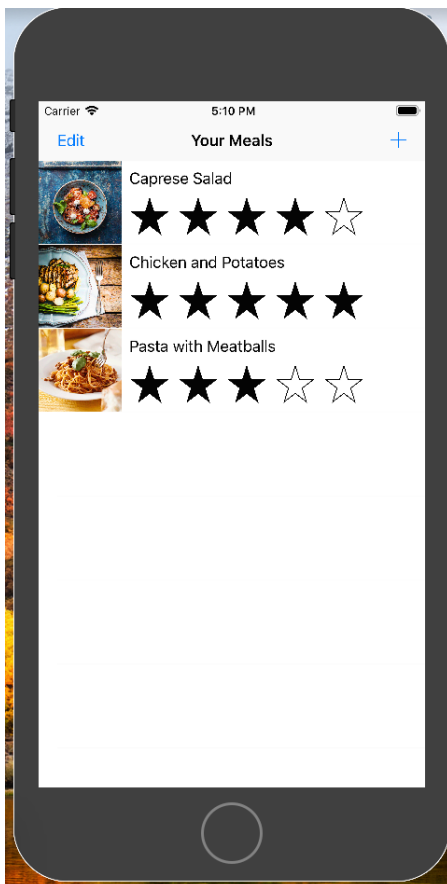 Carrier 5:10 PM
Edit Your Meals +
Caprese Salad
Chicken and Potatoes
Pasta with Meatballs